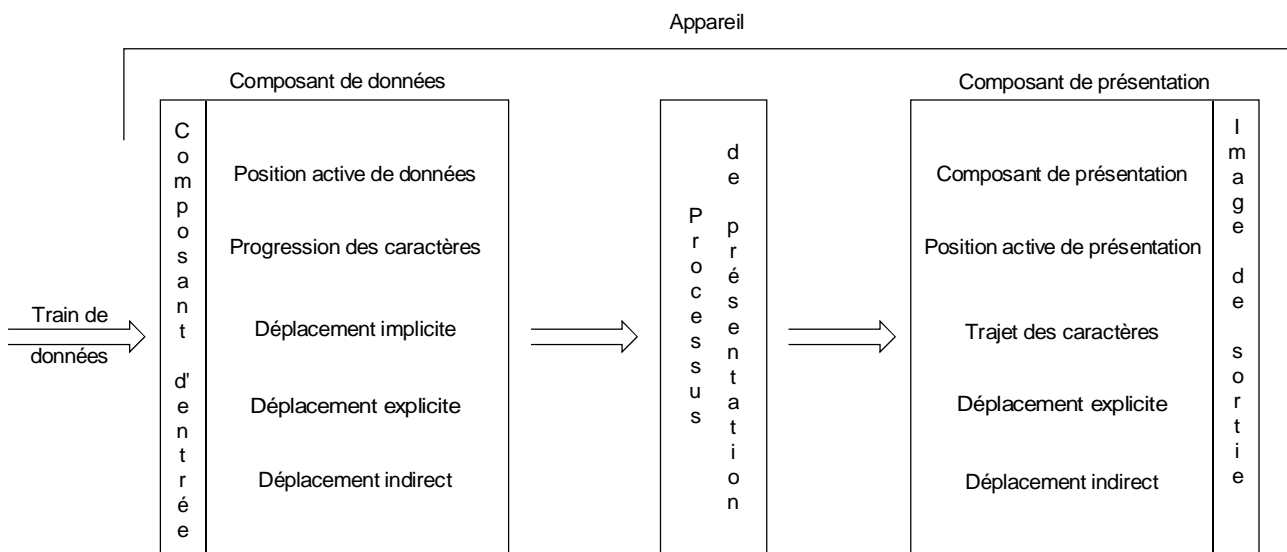 Appareil
Composant de données
Composant de présentation
Composant d'entrée
Position active de données
Progression des caractères
Déplacement implicite
Déplacement explicite
Déplacement indirect
Train de
données
Processus
de présentation
Composant de présentation
Position active de présentation
Trajet des caractères
Déplacement explicite
Déplacement indirect
Image de sortie